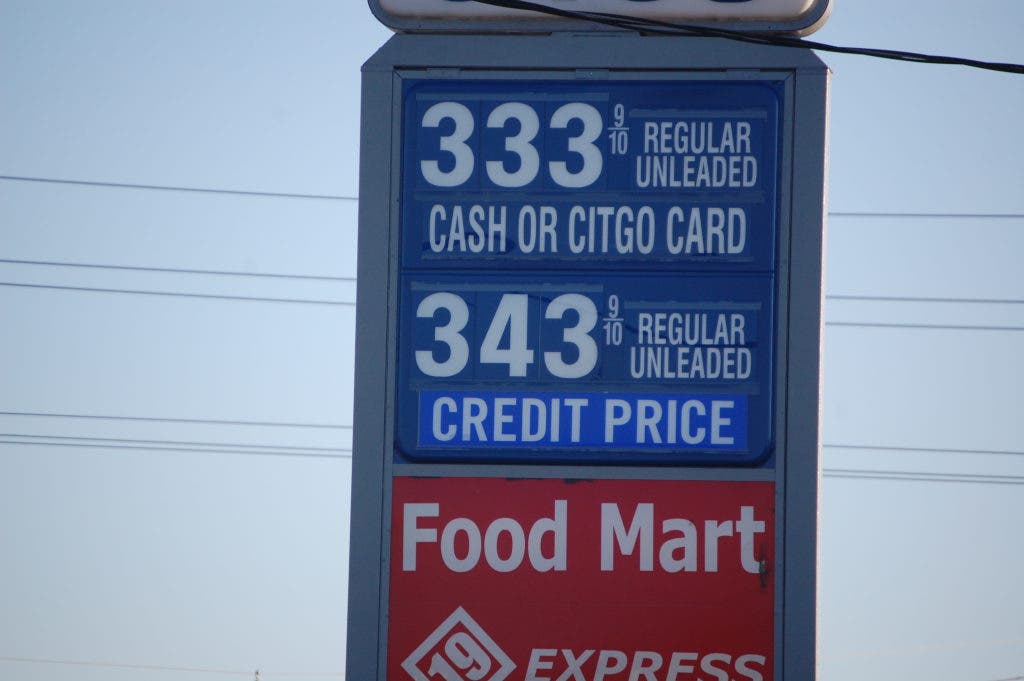 333 9/10 REGULAR
UNLEADED
CASH OR CITGO CARD
343 9/10 REGULAR
UNLEADED
CREDIT PRICE
Food Mart
19 EXPRESS